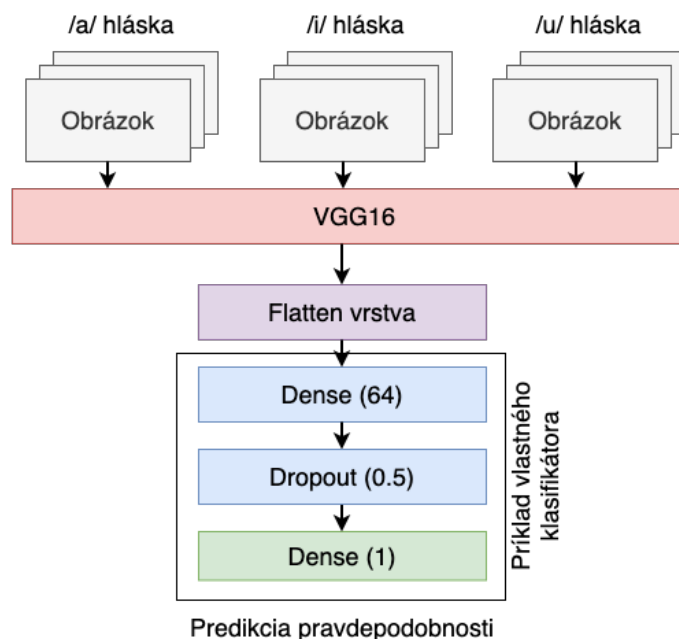 /a/ hláska
/i/ hláska
/u/ hláska
Obrázok
Obrázok
Obrázok
VGG16
Flatten vrstva
Dense (64)
Dropout (0.5)
Dense (1)
Príklad vlastného
klasifikátora
Predikcia pravdepodobnosti